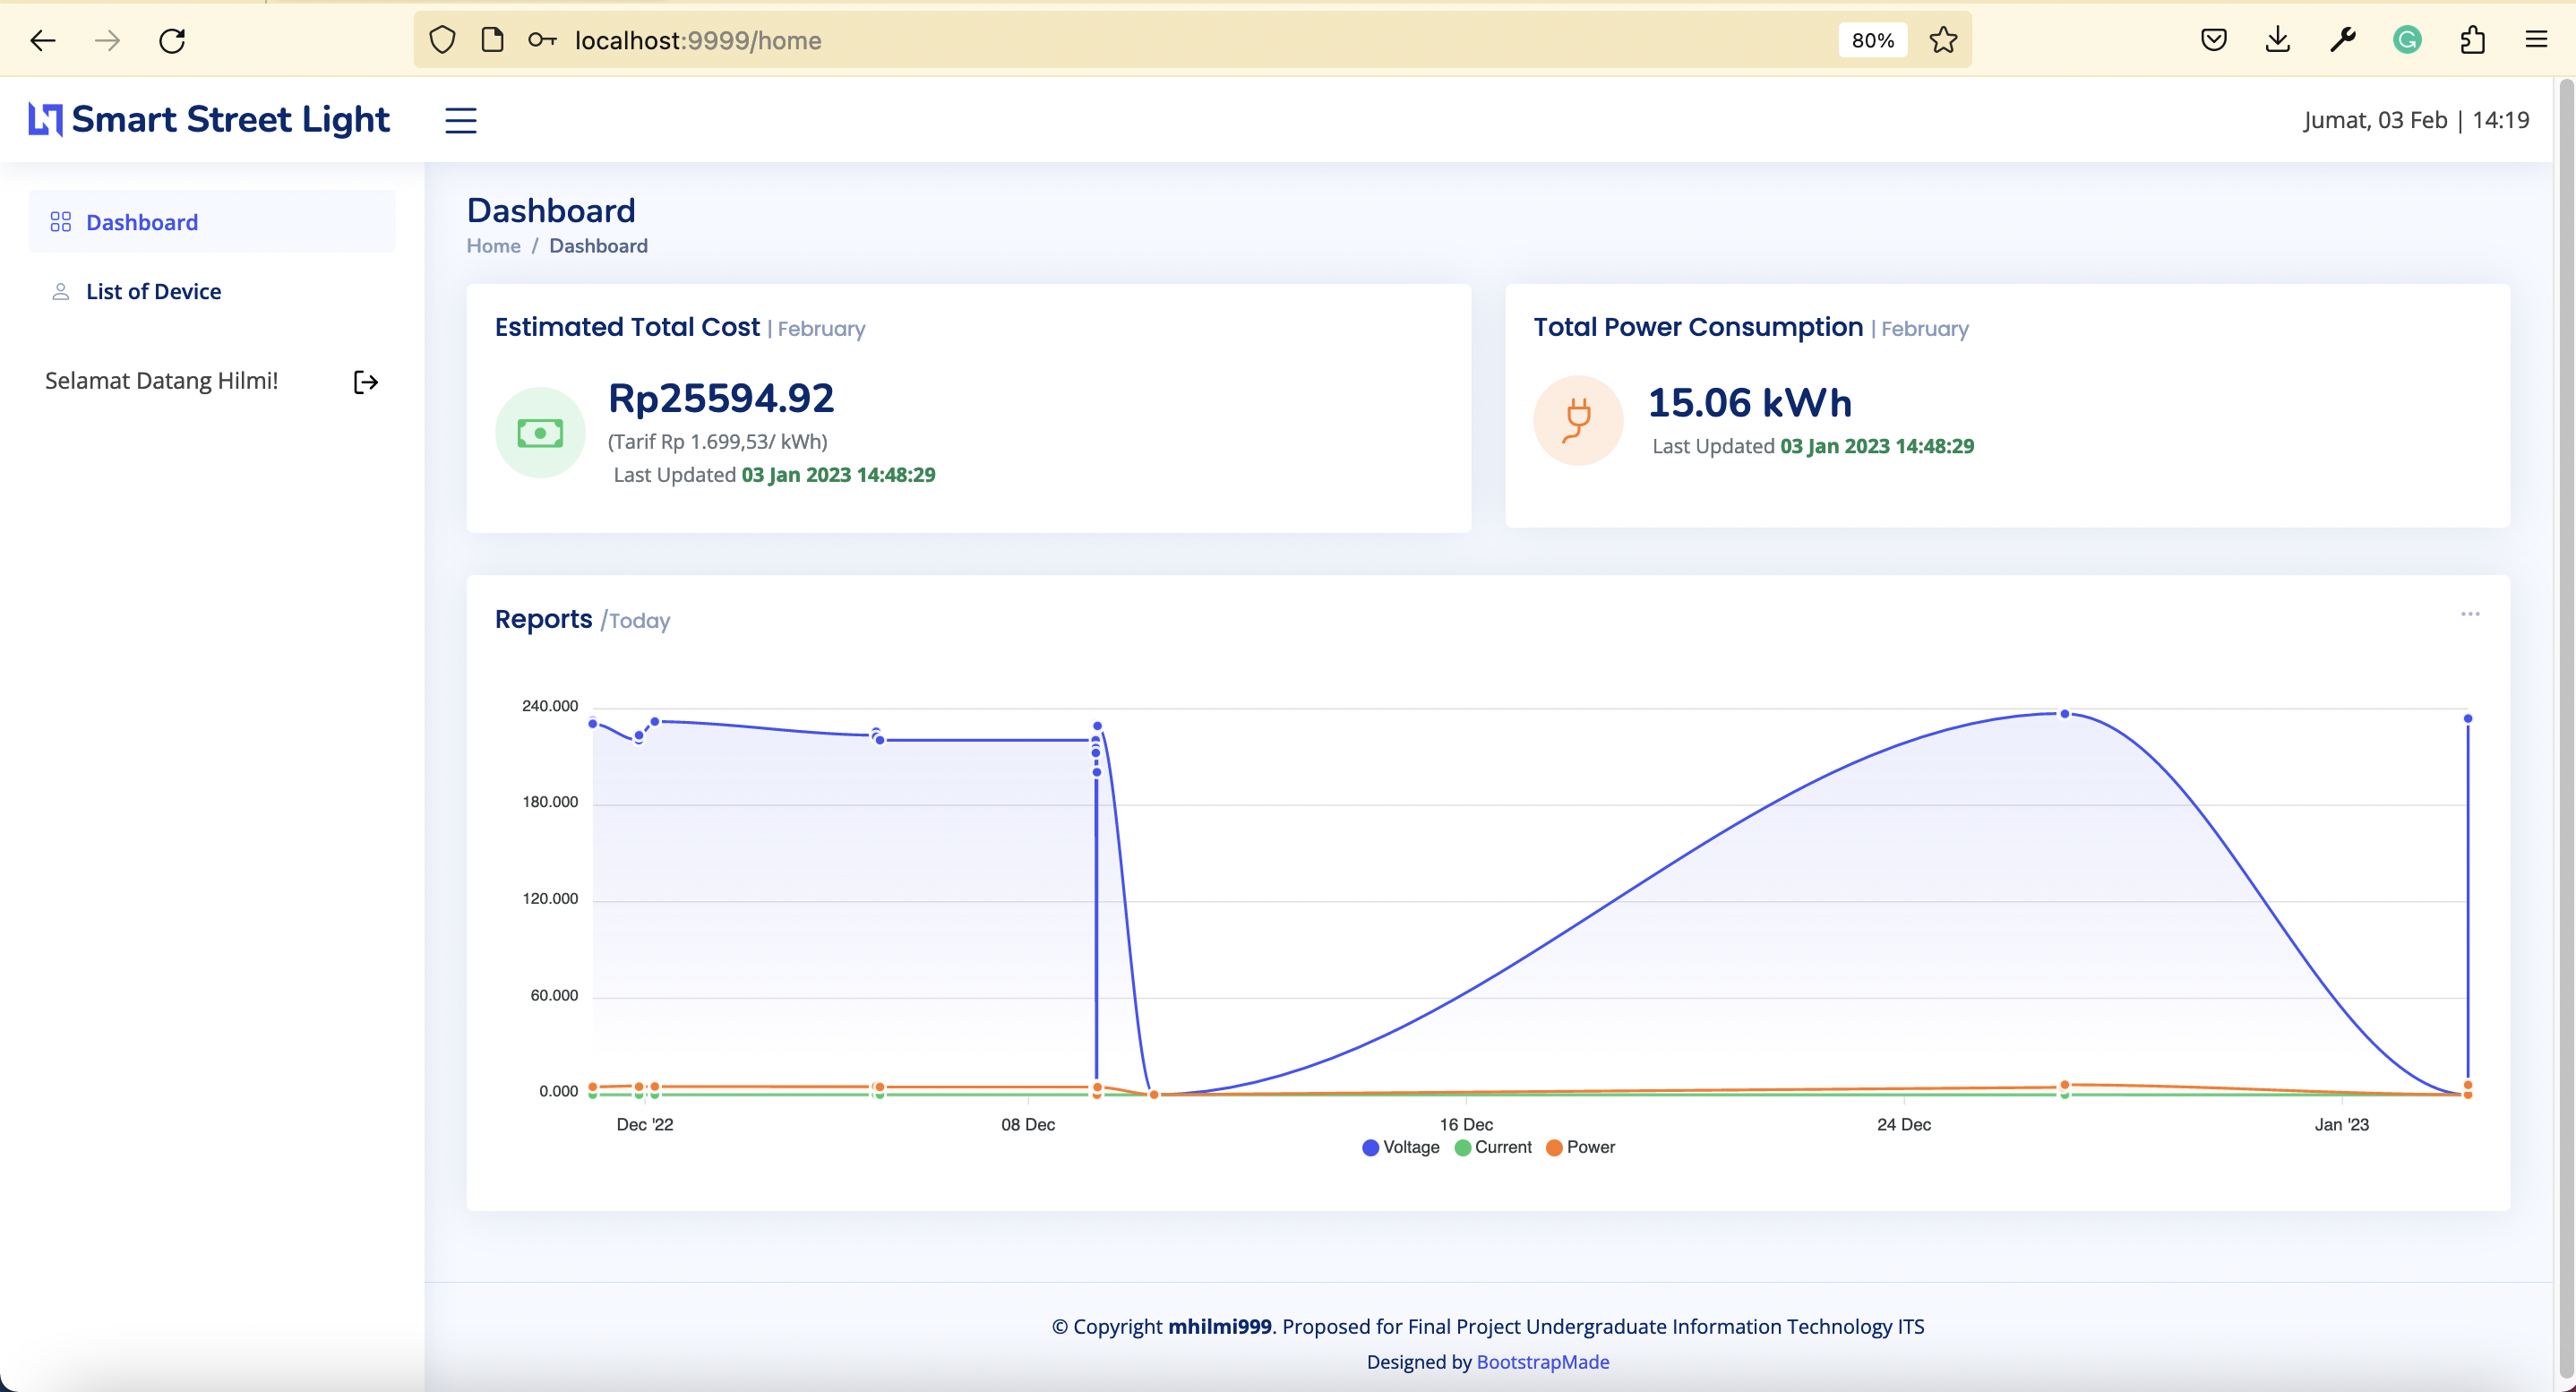 localhost:9999/home
80%
Smart Street Light
Jumat, 03 Feb | 14:19
Dashboard
List of Device
Selamat Datang Hilmi!
Dashboard
Home / Dashboard
Estimated Total Cost | February
Rp25594.92
(Tarif Rp 1.699,53/ kWh)
Last Updated 03 Jan 2023 14:48:29
Total Power Consumption | February
15.06 kWh
Last Updated 03 Jan 2023 14:48:29
Reports /Today
240.000
180.000
120.000
60.000
0.000
Dec '22 08 Dec 16 Dec 24 Dec Jan '23
Voltage Current Power
© Copyright mhilmi999. Proposed for Final Project Undergraduate Information Technology ITS
Designed by BootstrapMade